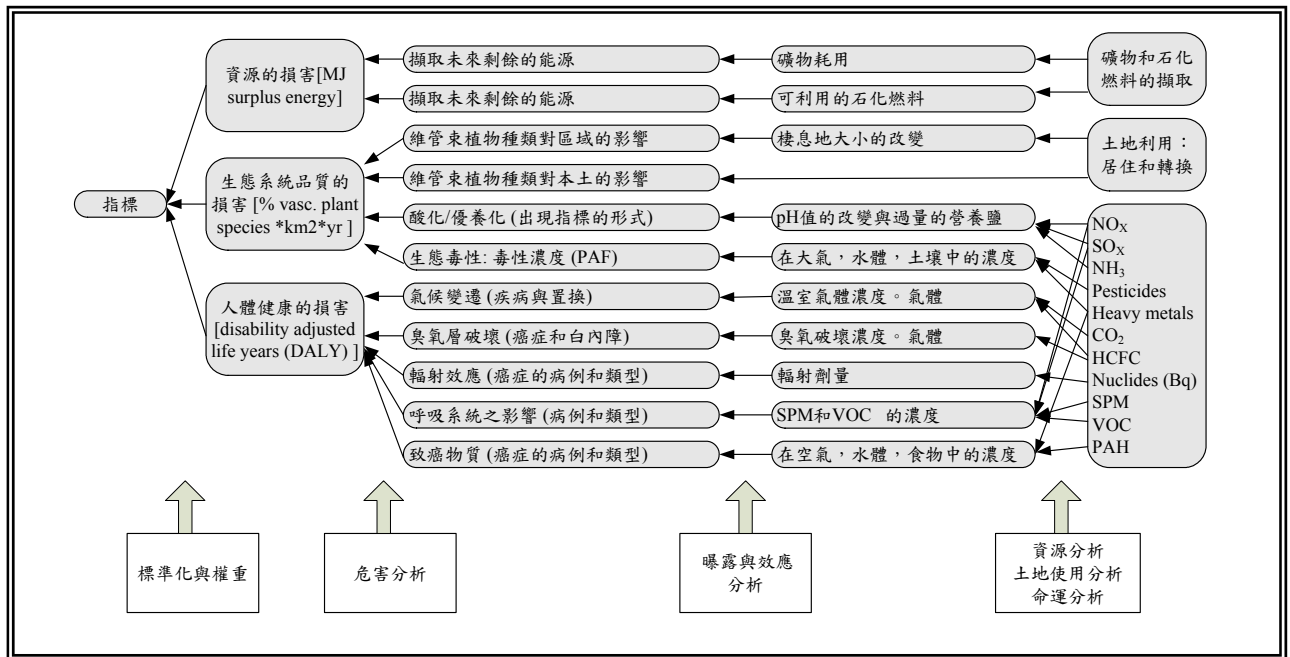 指標
資源的損害[MJ
surplus energy]
生態系統品質的
損害 [% vasc. plant
species *km2*yr ]
人體健康的損害
[disability adjusted
life years (DALY) ]
擷取未來剩餘的能源
擷取未來剩餘的能源
維管束植物種類對區域的影響
維管束植物種類對本土的影響
酸化/優養化 (出現指標的形式)
生態毒性: 毒性濃度 (PAF)
氣候變遷 (疾病與置換)
臭氧層破壞 (癌症和白內障)
輻射效應 (癌症的病例和類型)
呼吸系統之影響 (病例和類型)
致癌物質 (癌症的病例和類型)
礦物耗用
可利用的石化燃料
棲息地大小的改變
pH值的改變與過量的營養鹽
在大氣，水體，土壤中的濃度
溫室氣體濃度。氣體
臭氧破壞濃度。氣體
輻射劑量
SPM和VOC 的濃度
在空氣，水體，食物中的濃度
礦物和石化
燃料的擷取
土地利用：
居住和轉換
NOX
SOX
NH3
Pesticides
Heavy metals
CO2
HCFC
Nuclides (Bq)
SPM
VOC
PAH
標準化與權重
危害分析
曝露與效應
分析
資源分析
土地使用分析
命運分析